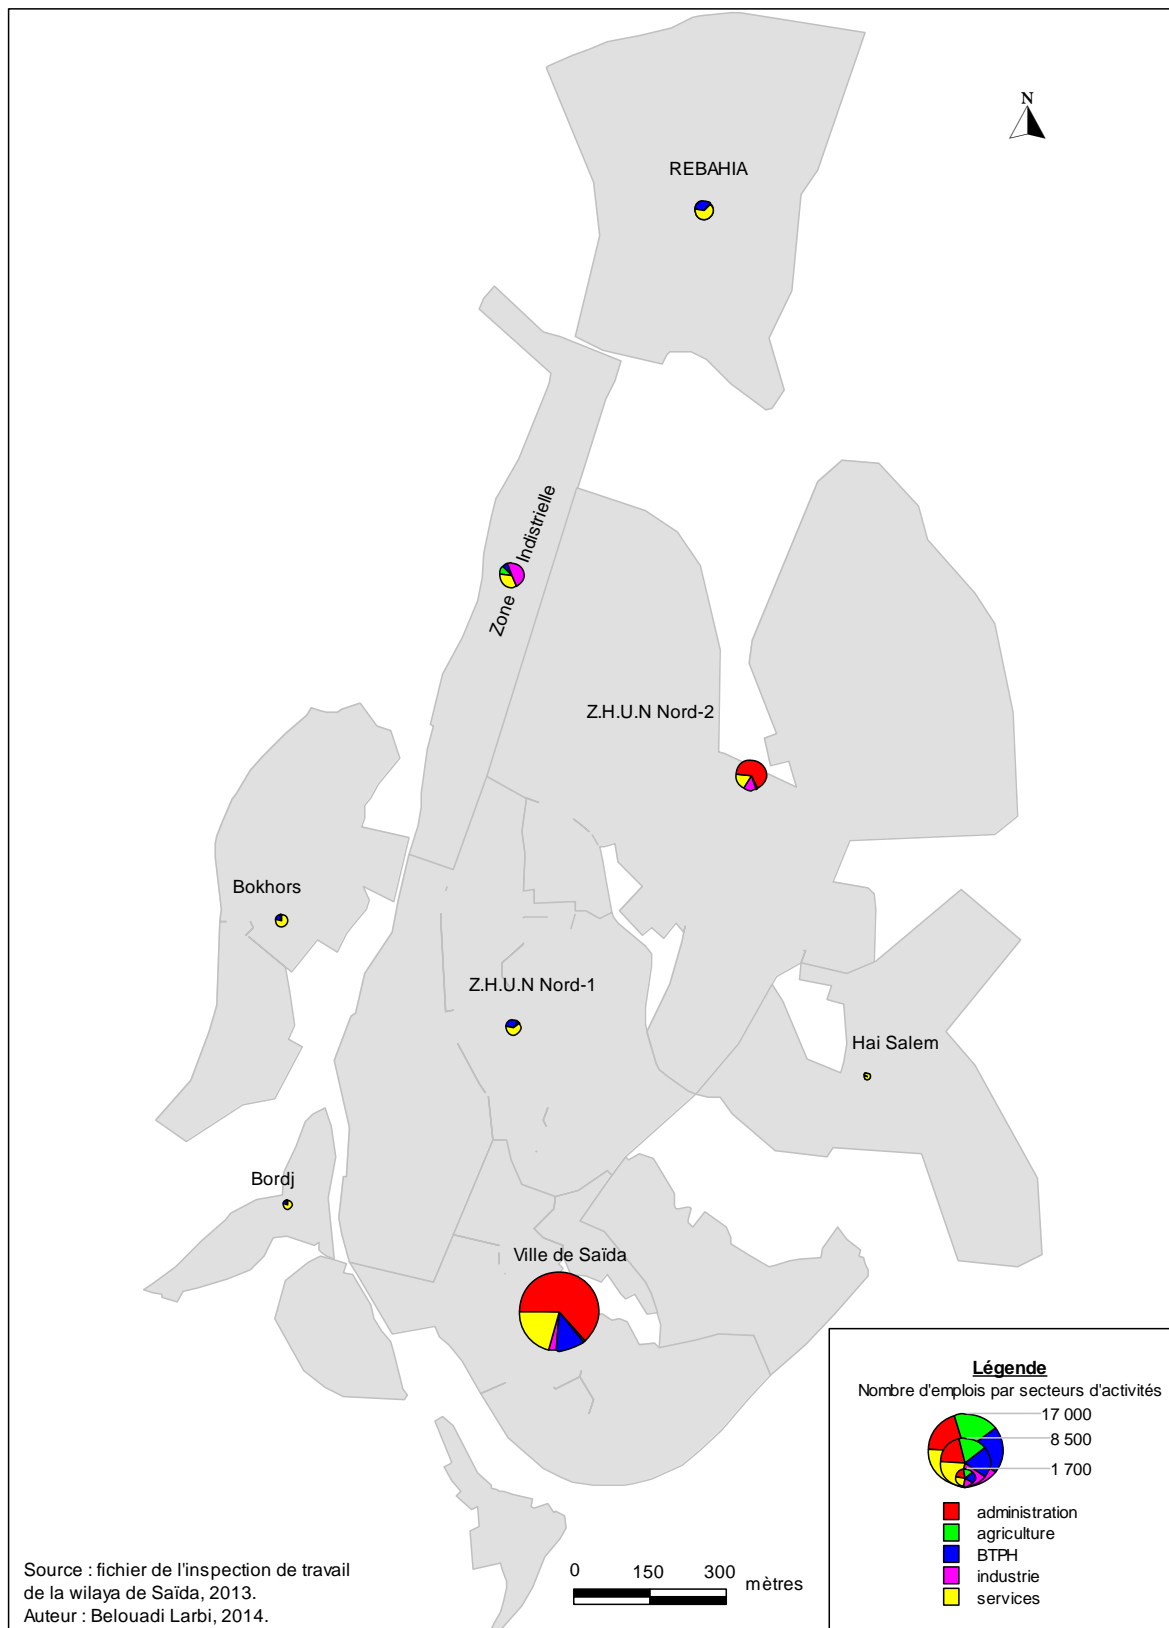 N
REBAHIA
Zone Indistrielle
Z.H.U.N Nord-2
Bokhors
Z.H.U.N Nord-1
Hai Salem
Bordj
Ville de Saïda
Légende
Nombre d'emplois par secteurs d'activités
17 000
8 500
1 700
administration
agriculture
BTPH
industrie
services
0 150 300 mètres
Source : fichier de l'inspection de travail
de la wilaya de Saïda, 2013.
Auteur : Belouadi Larbi, 2014.